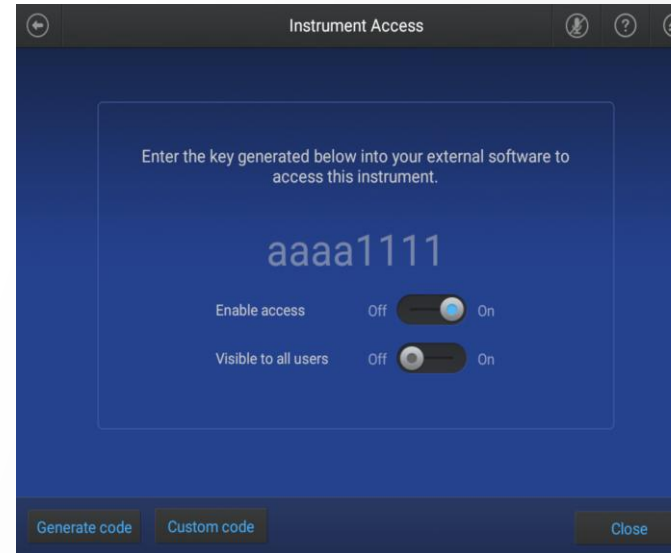 Instrument Access
?
Enter the key generated below into your external software to
access this instrument.
aaaa1111
Enable access Off On
Visible to all users Off On
Generate code Custom code Close